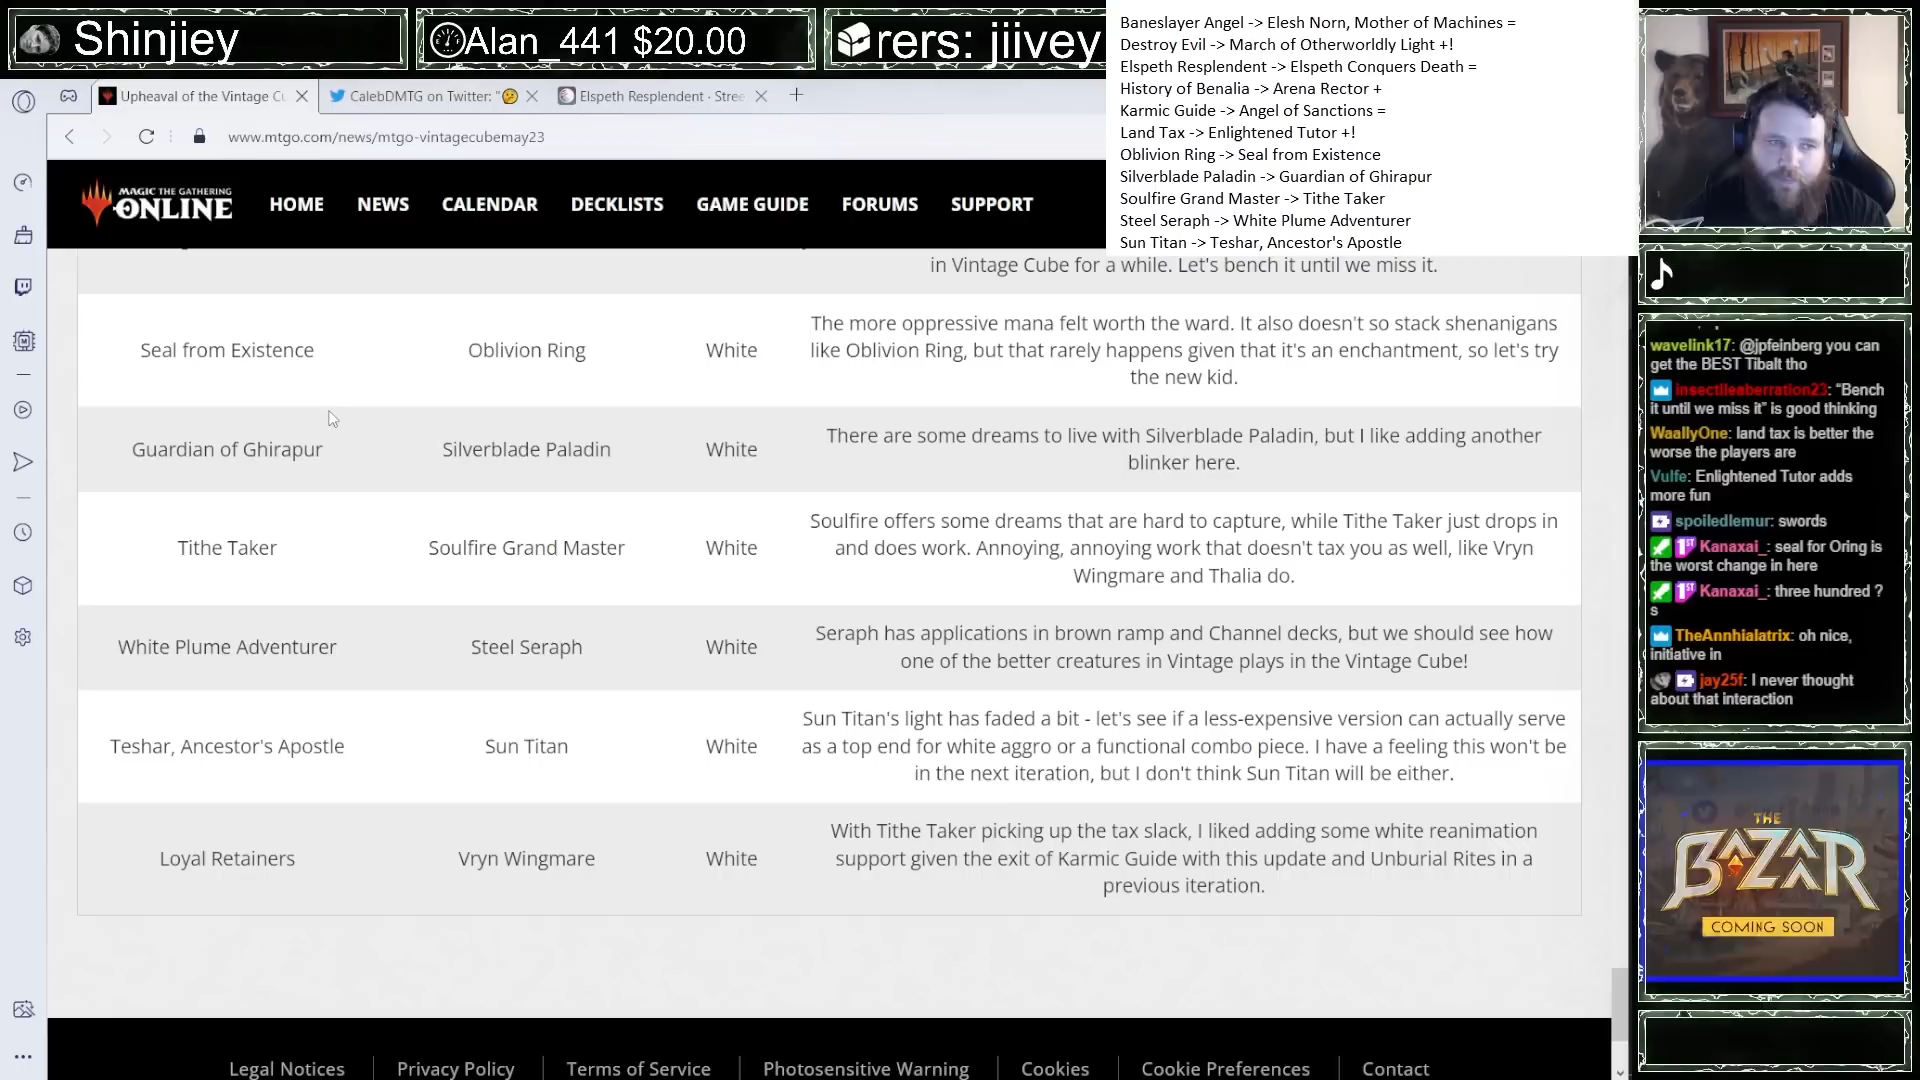 Shinjiey
Alan_441 $20.00
rers: jiivey
Baneslayer Angel -> Elesh Norn, Mother of Machines =
Destroy Evil -> March of Otherworldly Light +!
Elspeth Resplendent -> Elspeth Conquers Death =
History of Benalia -> Arena Rector +
Karmic Guide -> Angel of Sanctions =
Land Tax -> Enlightened Tutor +!
Oblivion Ring -> Seal from Existence
Silverblade Paladin -> Guardian of Ghirapur
Soulfire Grand Master -> Tithe Taker
Steel Seraph -> White Plume Adventurer
Sun Titan -> Teshar, Ancestor's Apostle
Upheaval of the Vintage Cu
CalebDMTG on Twitter: "🤔
Elspeth Resplendent · Stree
www.mtgo.com/news/mtgo-vintagecubemay23
MAGIC THE GATHERING
ONLINE
HOME NEWS CALENDAR DECKLISTS GAME GUIDE FORUMS SUPPORT
in Vintage Cube for a while. Let's bench it until we miss it.
Seal from Existence Oblivion Ring White
The more oppressive mana felt worth the ward. It also doesn't so stack shenanigans
like Oblivion Ring, but that rarely happens given that it's an enchantment, so let's try
the new kid.
Guardian of Ghirapur Silverblade Paladin White
There are some dreams to live with Silverblade Paladin, but I like adding another
blinker here.
Tithe Taker Soulfire Grand Master White
Soulfire offers some dreams that are hard to capture, while Tithe Taker just drops in
and does work. Annoying, annoying work that doesn't tax you as well, like Vryn
Wingmare and Thalia do.
White Plume Adventurer Steel Seraph White
Seraph has applications in brown ramp and Channel decks, but we should see how
one of the better creatures in Vintage plays in the Vintage Cube!
Teshar, Ancestor's Apostle Sun Titan White
Sun Titan's light has faded a bit - let's see if a less-expensive version can actually serve
as a top end for white aggro or a functional combo piece. I have a feeling this won't be
in the next iteration, but I don't think Sun Titan will be either.
Loyal Retainers Vryn Wingmare White
With Tithe Taker picking up the tax slack, I liked adding some white reanimation
support given the exit of Karmic Guide with this update and Unburial Rites in a
previous iteration.
Legal Notices Privacy Policy Terms of Service Photosensitive Warning Cookies Cookie Preferences Contact
wavelink17: @jpfeinberg you can
get the BEST Tibalt tho
insectileaberration23: "Bench
it until we miss it" is good thinking
WaallyOne: land tax is better the
worse the players are
Vulfe: Enlightened Tutor adds
more fun
spoiledlemur: swords
Kanaxai_: seal for Oring is
the worst change in here
Kanaxai_: three hundred ?
s
TheAnnhialatrix: oh nice,
initiative in
jay25f: I never thought
about that interaction
THE
BAZAAR
COMING SOON